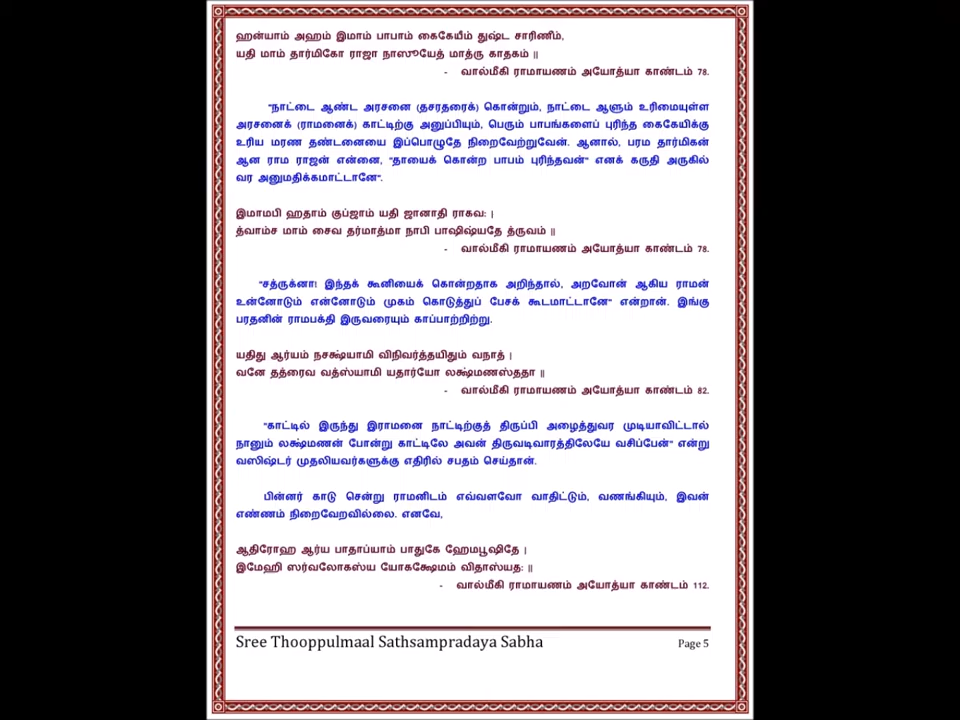 ஹன்யாம் அஹம் இமாம் பாபாம் கைகேயீம் துஷ்ட சாரிணீம்,
யதி மாம் தார்மிகோ ராஜா நாஸூயேத் மாத்ரு காதகம் ||
- வால்மீகி ராமாயணம் அயோத்யா காண்டம் 78.
"நாட்டை ஆண்ட அரசனை (தசரதரைக்) கொன்றும், நாட்டை ஆளும் உரிமையுள்ள
அரசனைக் (ராமனைக்) காட்டிற்கு அனுப்பியும், பெரும் பாபங்களைப் புரிந்த கைகேயிக்கு
உரிய மரண தண்டனையை இப்பொழுதே நிறைவேற்றுவேன். ஆனால், பரம தார்மிகன்
ஆன ராம ராஜன் என்னை, "தாயைக் கொன்ற பாபம் புரிந்தவன்" எனக் கருதி அருகில்
வர அனுமதிக்கமாட்டானே".
இமாமபி ஹதாம் குப்ஜாம் யதி ஜானாதி ராகவ: |
த்வாம்ச மாம் சைவ தர்மாத்மா நாபி பாஷிஷ்யதே த்ருவம் ||
- வால்மீகி ராமாயணம் அயோத்யா காண்டம் 78.
"சத்ருக்னா! இந்தக் கூனியைக் கொன்றதாக அறிந்தால், அறவோன் ஆகிய ராமன்
உன்னோடும் என்னோடும் முகம் கொடுத்துப் பேசக் கூடமாட்டானே" என்றான். இங்கு
பரதனின் ராமபக்தி இருவரையும் காப்பாற்றிற்று.
யதிது ஆர்யம் நசக்ஷ்யாமி விநிவர்த்தயிதும் வநாத் |
வனே தத்ரைவ வத்ஸ்யாமி யதார்யோ லக்ஷ்மணஸ்ததா ||
- வால்மீகி ராமாயணம் அயோத்யா காண்டம் 82.
"காட்டில் இருந்து இராமனை நாட்டிற்குத் திருப்பி அழைத்துவர முடியாவிட்டால்
நானும் லக்ஷ்மணன் போன்று காட்டிலே அவன் திருவடிவாரத்திலேயே வசிப்பேன்" என்று
வஸிஷ்டர் முதலியவர்களுக்கு எதிரில் சபதம் செய்தான்.
பின்னர் காடு சென்று ராமனிடம் எவ்வளவோ வாதிட்டும், வணங்கியும், இவன்
எண்ணம் நிறைவேறவில்லை. எனவே,
ஆதிரோஹ ஆர்ய பாதாப்யாம் பாதுகே ஹேமபூஷிதே |
இமேஹி ஸர்வலோகஸ்ய யோகக்ஷேமம் விதாஸ்யத: ||
- வால்மீகி ராமாயணம் அயோத்யா காண்டம் 112.
Sree Thooppulmaal Sathsampradaya Sabha Page 5